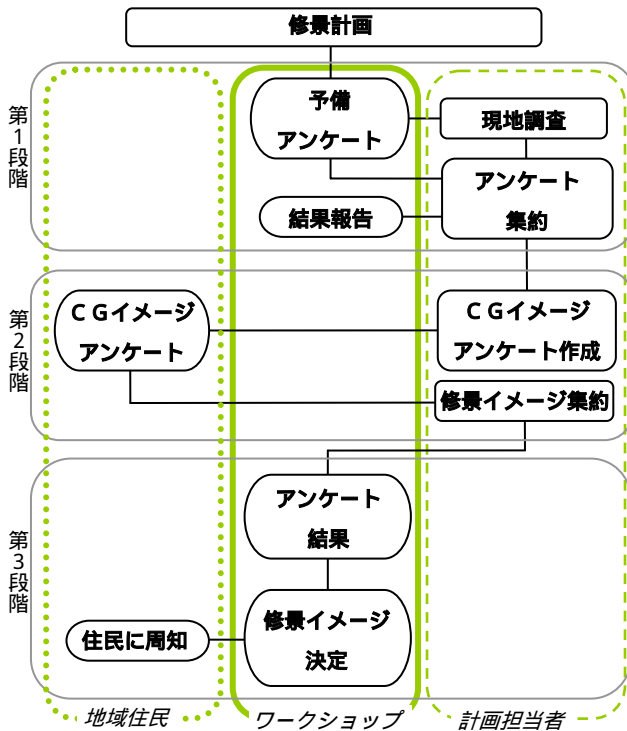 修景計画
第1段階
予備
アンケート
現地調査
アンケート
集約
結果報告
第2段階
ＣＧイメージ
アンケート
ＣＧイメージ
アンケート作成
修景イメージ集約
第3段階
アンケート
結果
修景イメージ
決定
住民に周知
地域住民
ワークショップ
計画担当者